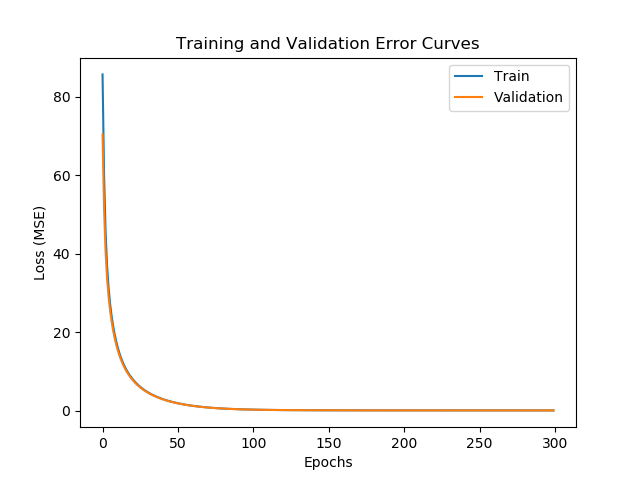 Training and Validation Error Curves
Train
Validation
80
60
40
20
0
Loss (MSE)
0 50 100 150 200 250 300
Epochs